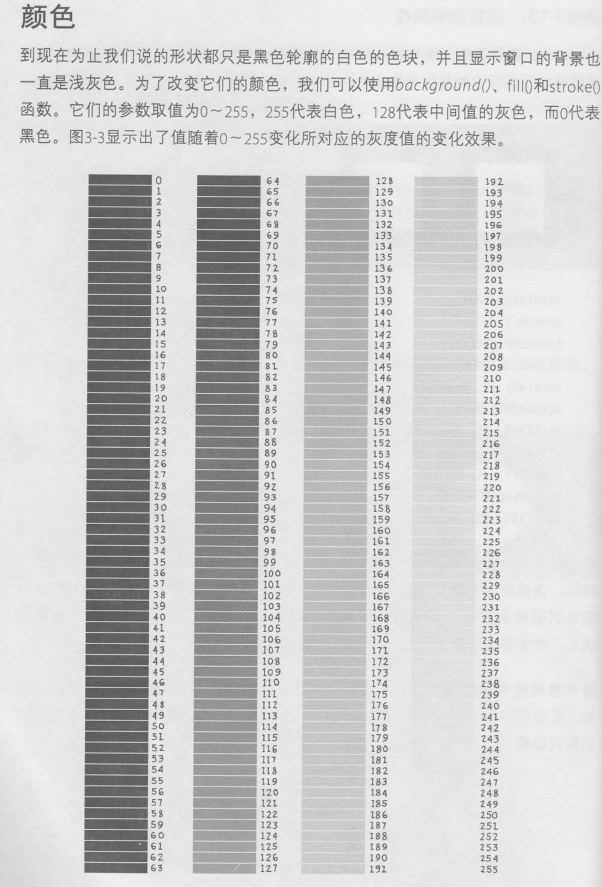 颜色
到现在为止我们说的形状都只是黑色轮廓的白色的色块，并且显示窗口的背景也
一直是浅灰色。为了改变它们的颜色，我们可以使用background()、fill()和stroke()
函数。它们的参数取值为0～255，255代表白色，128代表中间值的灰色，而0代表
黑色。图3-3显示出了值随着0～255变化所对应的灰度值的变化效果。
0 64 128 192
1 65 129 193
2 66 130 194
3 67 131 195
4 68 132 196
5 69 133 197
6 70 134 198
7 71 135 199
8 72 136 200
9 73 137 201
10 74 138 202
11 75 139 203
12 76 140 204
13 77 141 205
14 78 142 206
15 79 143 207
16 80 144 208
17 81 145 209
18 82 146 210
19 83 147 211
20 84 148 212
21 85 149 213
22 86 150 214
23 87 151 215
24 88 152 216
25 89 153 217
26 90 154 218
27 91 155 219
28 92 156 220
29 93 157 221
30 94 158 222
31 95 159 223
32 96 160 224
33 97 161 225
34 98 162 226
35 99 163 227
36 100 164 228
37 101 165 229
38 102 166 230
39 103 167 231
40 104 168 232
41 105 169 233
42 106 170 234
43 107 171 235
44 108 172 236
45 109 173 237
46 110 174 238
47 111 175 239
48 112 176 240
49 113 177 241
50 114 178 242
51 115 179 243
52 116 180 244
53 117 181 245
54 118 182 246
55 119 183 247
56 120 184 248
57 121 185 249
58 122 186 250
59 123 187 251
60 124 188 252
61 125 189 253
62 126 190 254
63 127 191 255